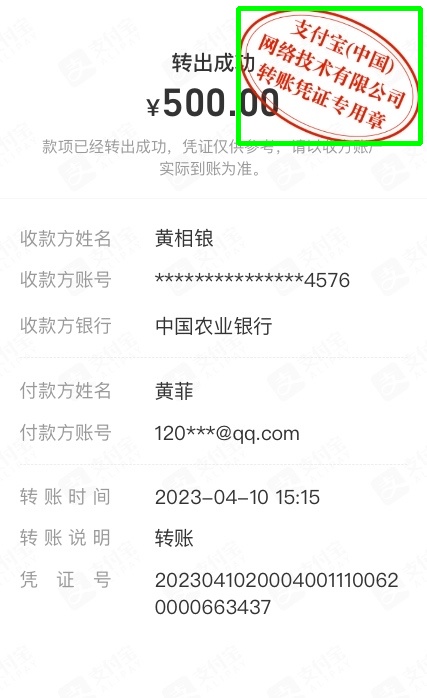 支付宝(中国)
网络技术有限公司
转账凭证专用章
转出成功
¥500.00
款项已经转出成功，凭证仅供参考，请以收方账户
实际到账为准。
收款方姓名 黄相银
收款方账号 ***************4576
收款方银行 中国农业银行
付款方姓名 黄菲
付款方账号 120***@qq.com
转账时间 2023-04-10 15:15
转账说明 转账
凭证号 2023041020004001110062
0000663437